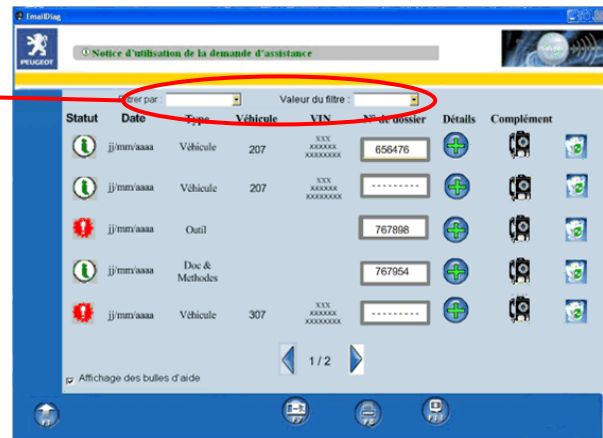 EmailDiag
PEUGEOT
Notice d'utilisation de la demande d'assistance
Filtrer par : Valeur du filtre :
Statut Date Type Véhicule VIN N° de dossier Détails Complément
jj/mm/aaaa Véhicule 207 xxx xxxxxx xxxxxxxx 656476
jj/mm/aaaa Véhicule 207 xxx xxxxxx xxxxxxxx ---------
jj/mm/aaaa Outil 767898
jj/mm/aaaa Doc & Methodes 767954
jj/mm/aaaa Véhicule 307 xxx xxxxxx xxxxxxxx ---------
1 / 2
Affichage des bulles d'aide